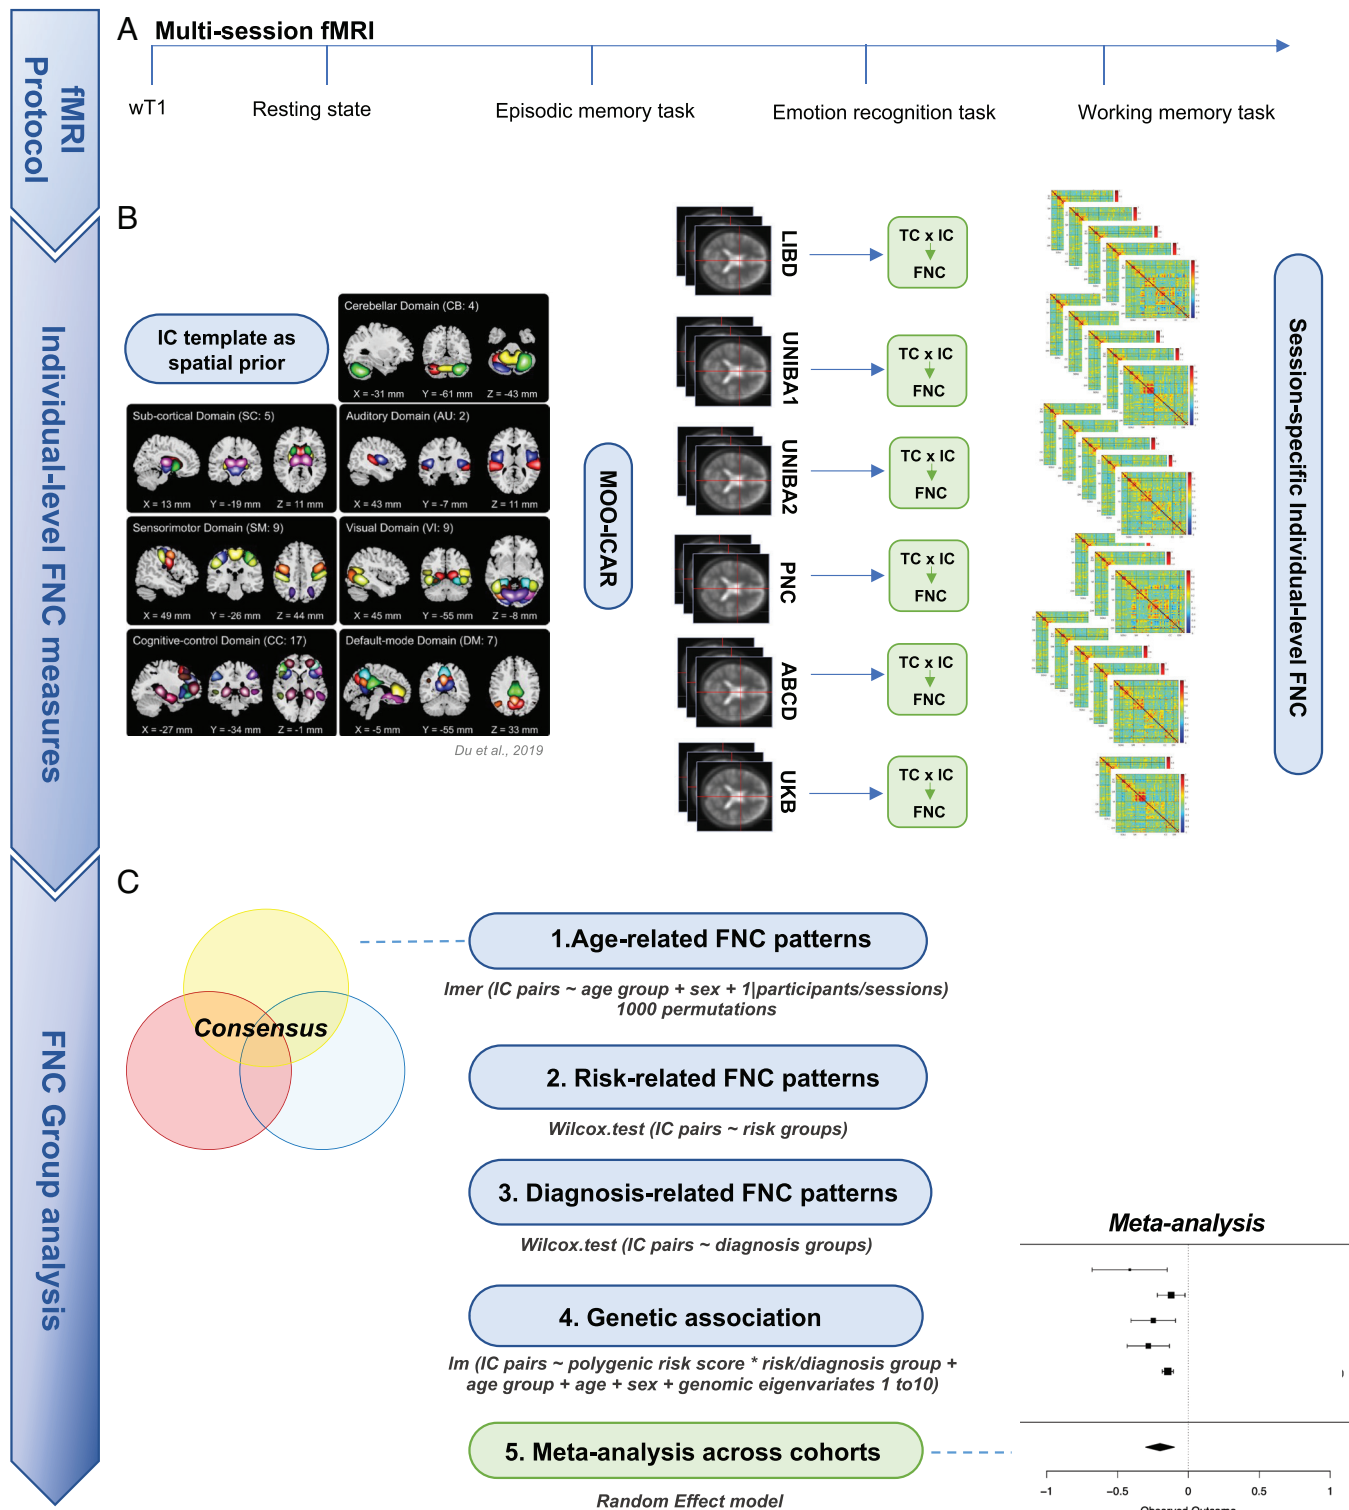 A
Multi-session fMRI
fMRI
Protocol
wT1
Resting state
Episodic memory task
Emotion recognition task
Working memory task
B
Individual-level FNC measures
IC template as
spatial prior
Cerebellar Domain (CB: 4)
X = -31 mm Y = -61 mm Z = -43 mm
Sub-cortical Domain (SC: 5)
X = 13 mm Y = -19 mm Z = 11 mm
Auditory Domain (AU: 2)
X = 43 mm Y = -7 mm Z = 11 mm
Sensorimotor Domain (SM: 9)
X = 49 mm Y = -26 mm Z = 44 mm
Visual Domain (VI: 9)
X = 45 mm Y = -55 mm Z = -8 mm
Cognitive-control Domain (CC: 17)
X = -27 mm Y = -34 mm Z = -1 mm
Default-mode Domain (DM: 7)
X = -5 mm Y = -55 mm Z = 33 mm
Du et al., 2019
MOO-ICAR
LIBD
TC x IC
FNC
UNIBA1
TC x IC
FNC
UNIBA2
TC x IC
FNC
PNC
TC x IC
FNC
ABCD
TC x IC
FNC
UKB
TC x IC
FNC
Session-specific Individual-level FNC
C
FNC Group analysis
Consensus
1.Age-related FNC patterns
lmer (IC pairs ~ age group + sex + 1|participants/sessions)
1000 permutations
2. Risk-related FNC patterns
Wilcox.test (IC pairs ~ risk groups)
3. Diagnosis-related FNC patterns
Wilcox.test (IC pairs ~ diagnosis groups)
4. Genetic association
lm (IC pairs ~ polygenic risk score * risk/diagnosis group +
age group + age + sex + genomic eigenvariates 1 to10)
5. Meta-analysis across cohorts
Random Effect model
Meta-analysis
-1 -0.5 0 0.5 1
Observed Outcome